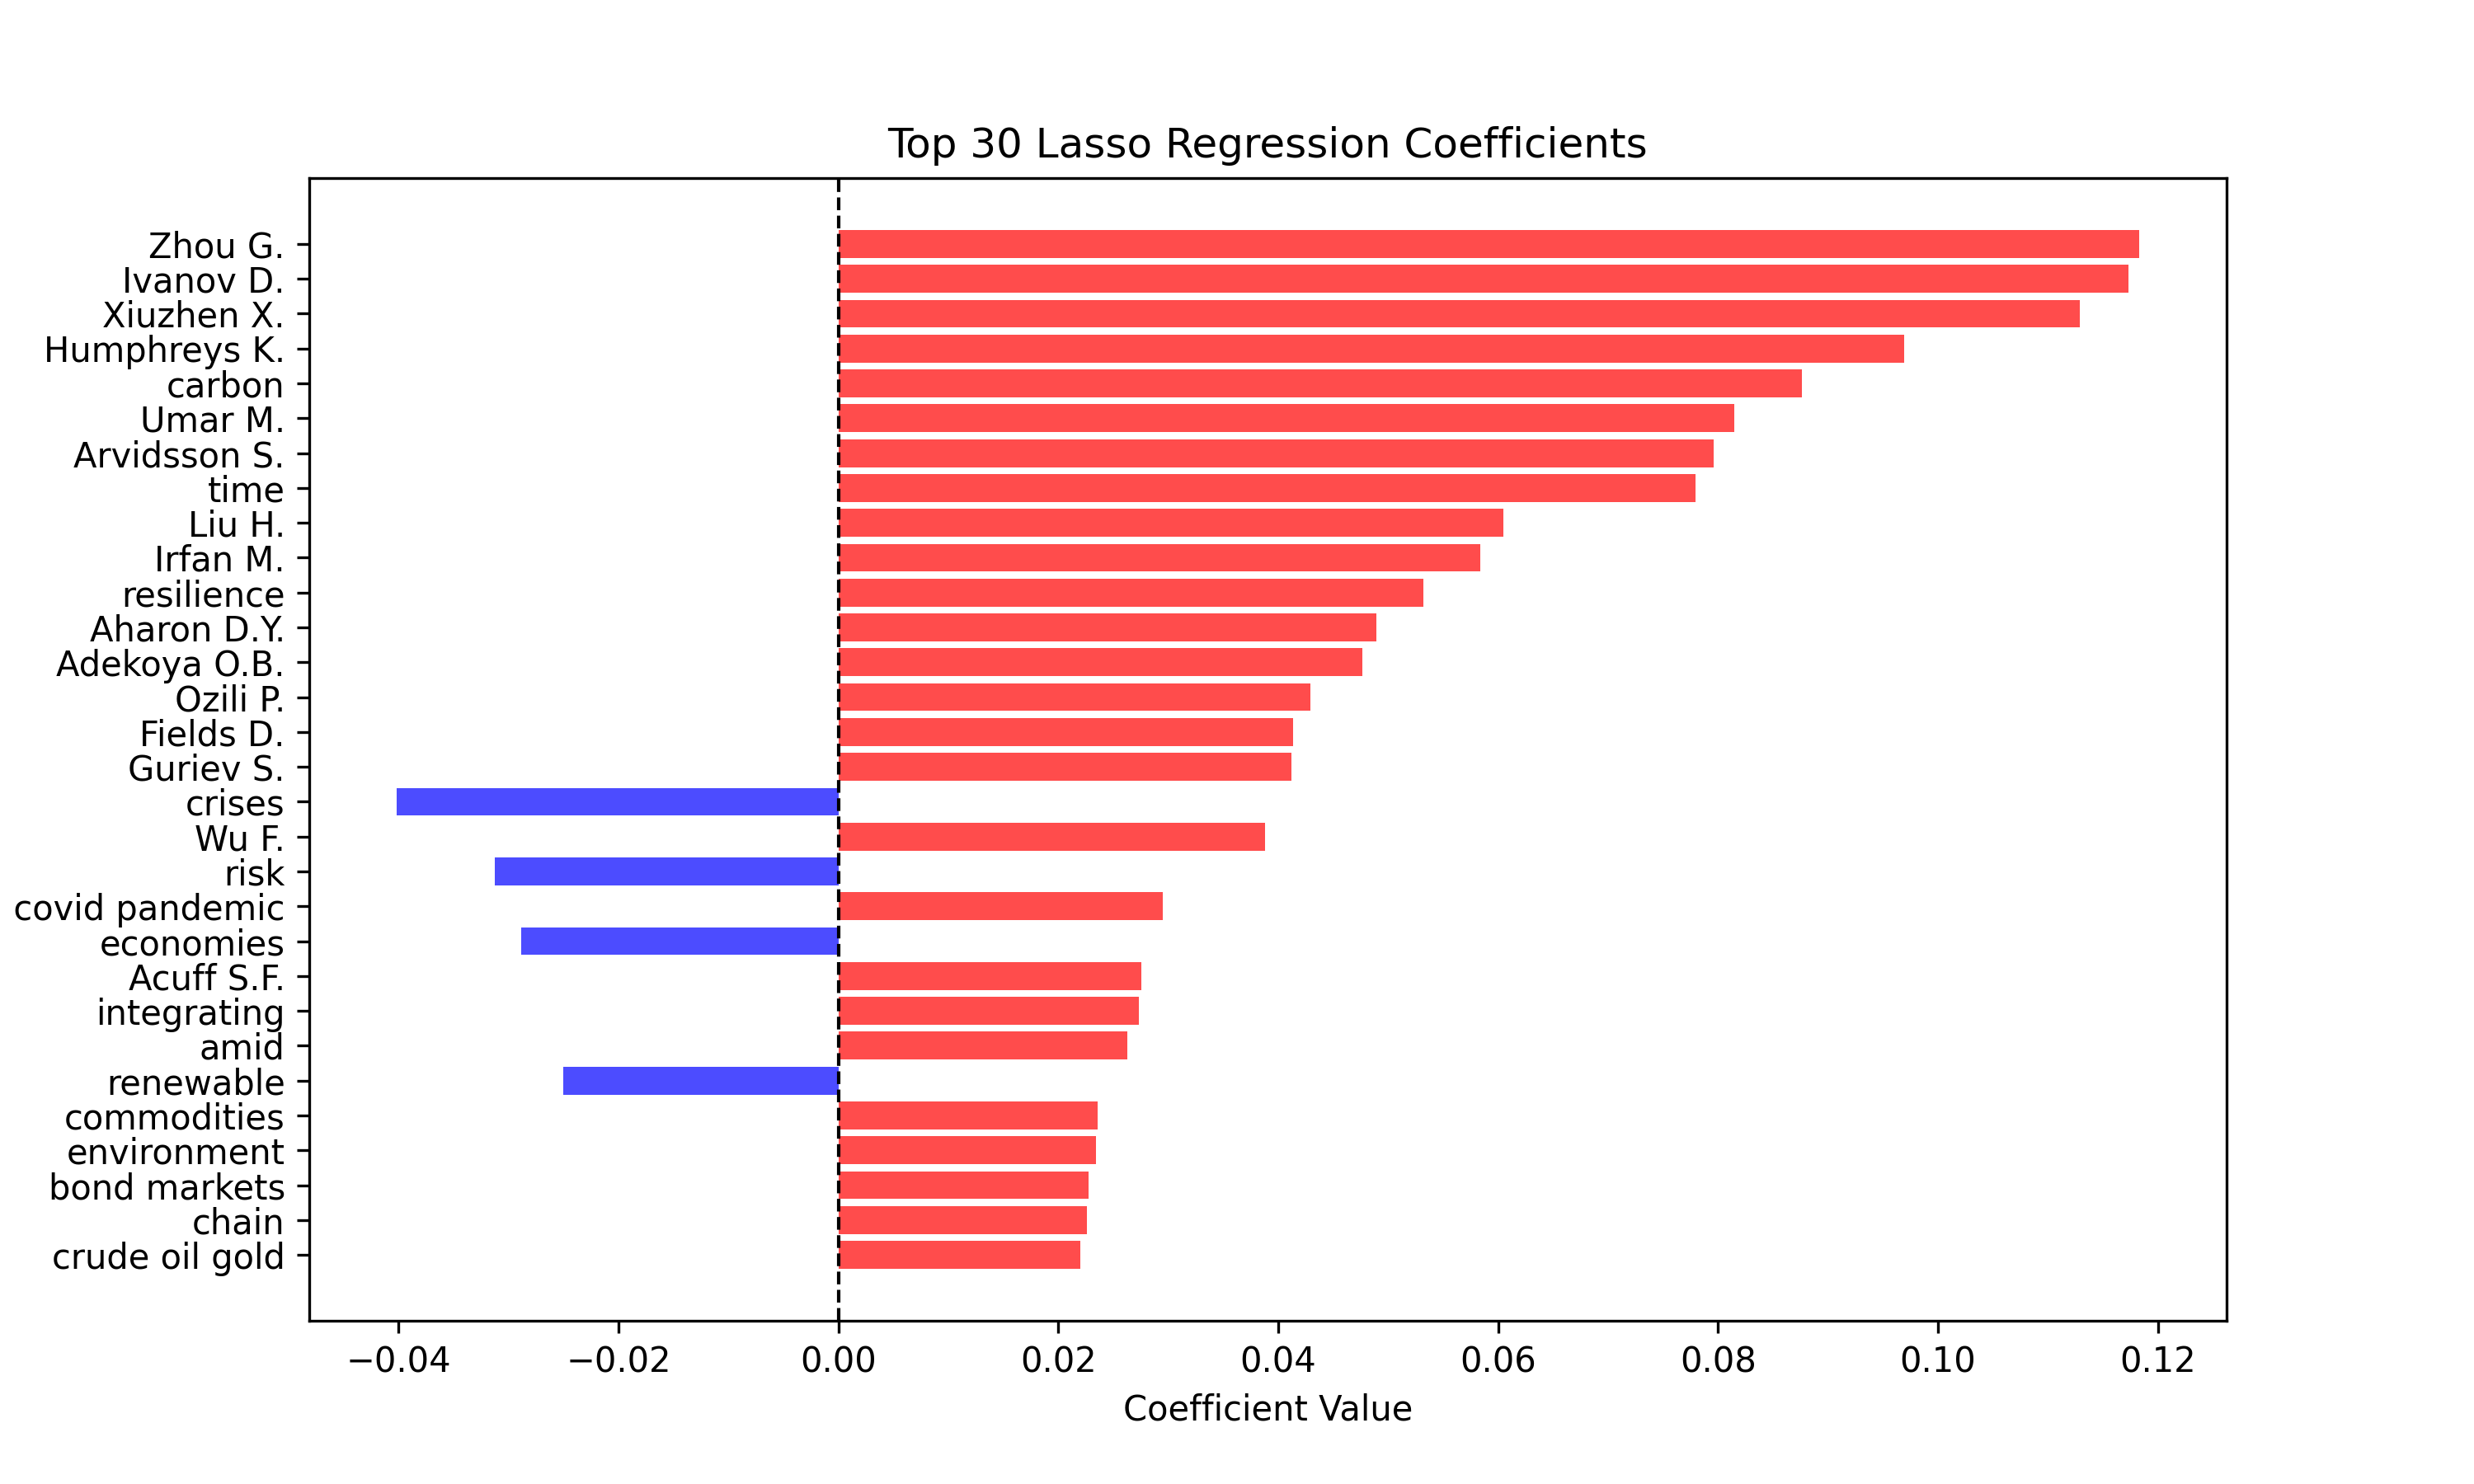 Top 30 Lasso Regression Coefficients
Zhou G.
Ivanov D.
Xiuzhen X.
Humphreys K.
carbon
Umar M.
Arvidsson S.
time
Liu H.
Irfan M.
resilience
Aharon D.Y.
Adekoya O.B.
Ozili P.
Fields D.
Guriev S.
crises
Wu F.
risk
covid pandemic
economies
Acuff S.F.
integrating
amid
renewable
commodities
environment
bond markets
chain
crude oil gold
−0.04 −0.02 0.00 0.02 0.04 0.06 0.08 0.10 0.12
Coefficient Value